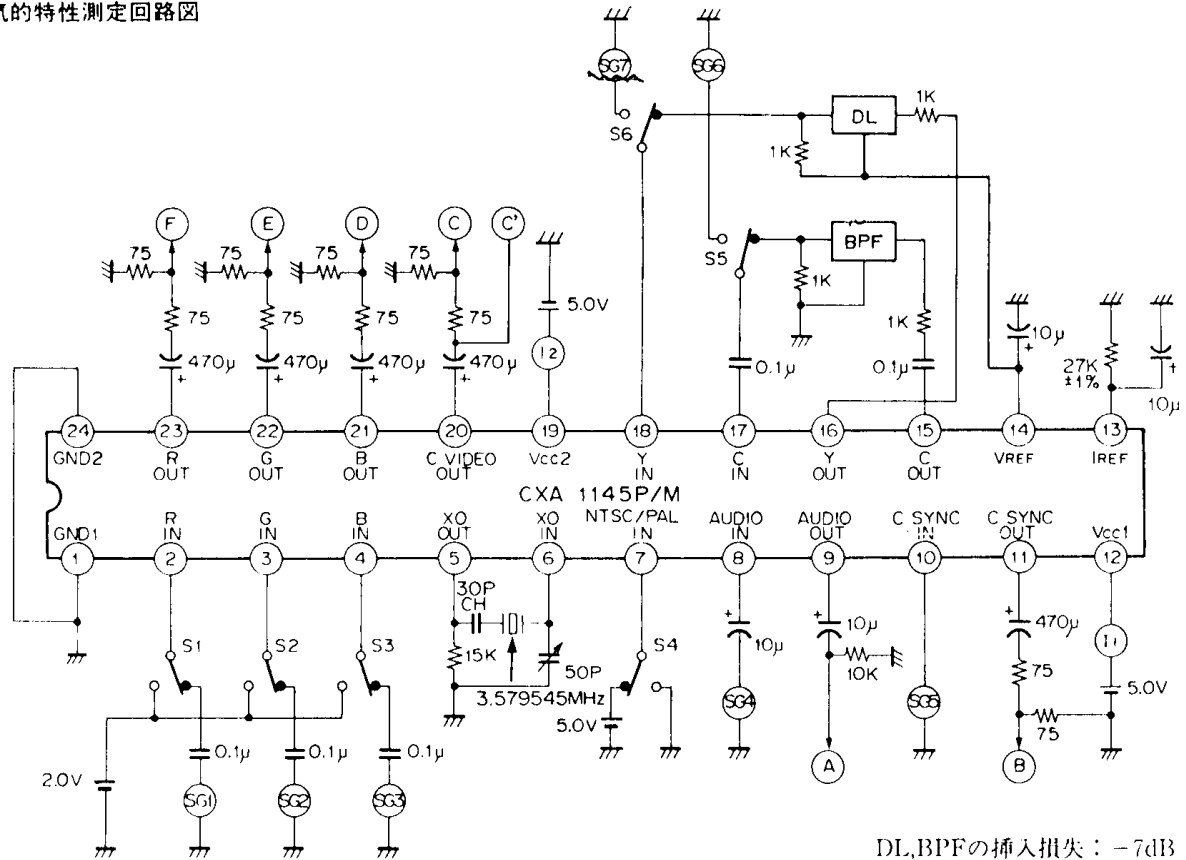 気的特性測定回路図
SG7
SG6
S6
DL
1K
1K
S5
BPF
1K
1K
F
E
D
C
C'
75
75
75
75
75
75
75
75
5.0V
I2
470μ
470μ
470μ
470μ
+
+
+
+
0.1μ
0.1μ
10μ
+
27K
±1%
10μ
+
24
23
22
21
20
19
18
17
16
15
14
13
GND2
R OUT
G OUT
B OUT
C VIDEO OUT
Vcc2
Y IN
C IN
Y OUT
C OUT
VREF
IREF
CXA 1145P/M
GND1
R IN
G IN
B IN
XO OUT
XO IN
NTSC/PAL IN
AUDIO IN
AUDIO OUT
C SYNC IN
C SYNC OUT
Vcc1
1
2
3
4
5
6
7
8
9
10
11
12
S1
S2
S3
30P
CH
15K
50P
3.579545MHz
S4
5.0V
+
10μ
SG4
+
10μ
10K
A
SG5
+
470μ
75
75
B
I1
5.0V
2.0V
0.1μ
0.1μ
0.1μ
SG1
SG2
SG3
DL,BPFの挿入損失：−7dB